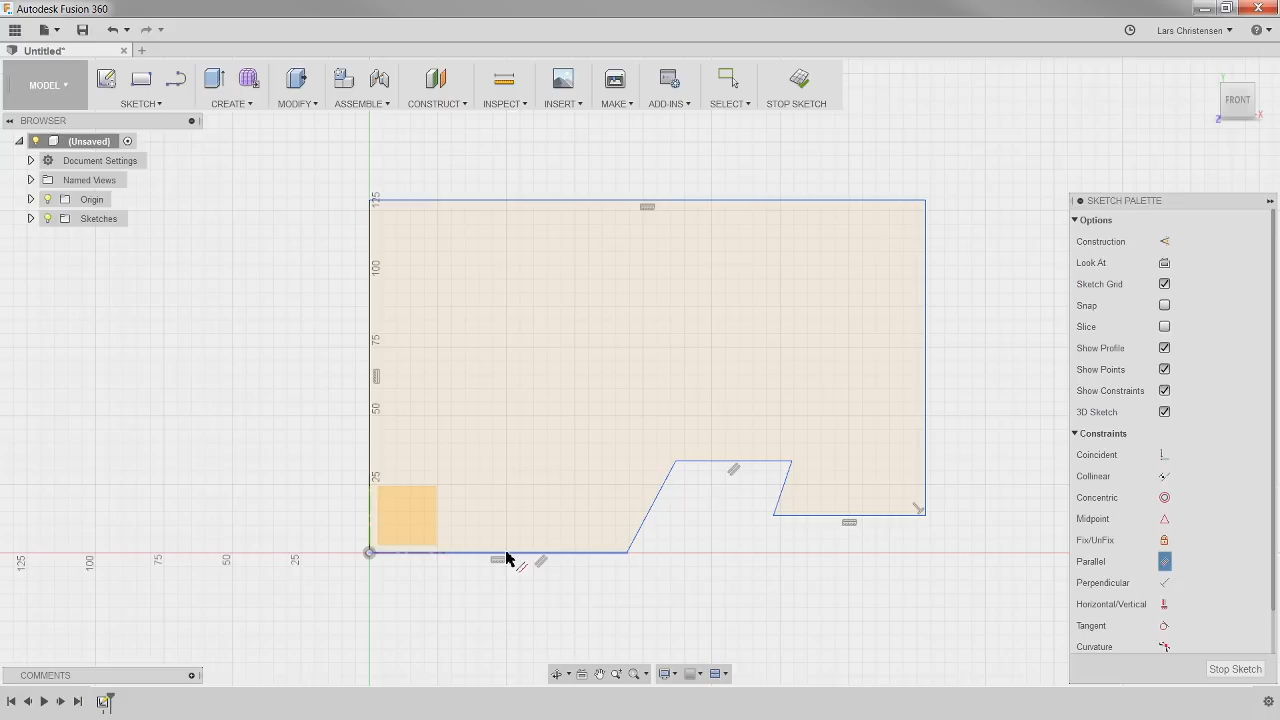 Autodesk Fusion 360
Lars Christensen
Untitled*
MODEL
SKETCH
CREATE
MODIFY
ASSEMBLE
CONSTRUCT
INSPECT
INSERT
MAKE
ADD-INS
SELECT
STOP SKETCH
FRONT
Y
Z
X
BROWSER
(Unsaved)
Document Settings
Named Views
Origin
Sketches
125
100
75
50
25
125
100
75
50
25
SKETCH PALETTE
Options
Construction
Look At
Sketch Grid
Snap
Slice
Show Profile
Show Points
Show Constraints
3D Sketch
Constraints
Coincident
Collinear
Concentric
Midpoint
Fix/UnFix
Parallel
Perpendicular
Horizontal/Vertical
Tangent
Curvature
Stop Sketch
COMMENTS